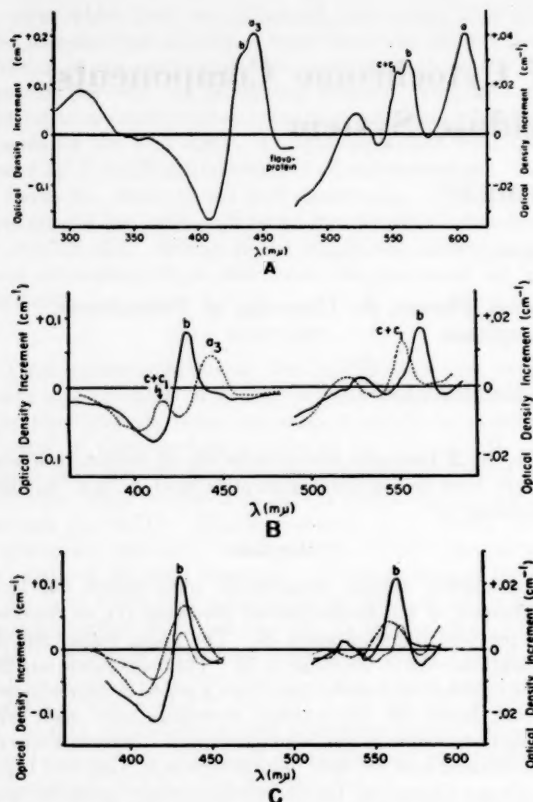 Optical Density Increment (cm⁻¹)
+0.2
+0.1
0
-0.1
b
a₃
flavo-
protein
c+c₁
b
+0.04
+0.02
0
-.02
Optical Density Increment (cm⁻¹)
300
350
400
450
500
550
600
λ(mμ)
A
Optical Density Increment (cm⁻¹)
+0.1
0
-0.1
c+c₁
b
a₃
c+c₁
b
+.02
0
-.02
Optical Density Increment (cm⁻¹)
400
450
500
550
λ(mμ)
B
Optical Density Increment (cm⁻¹)
+0.1
0
-0.1
b
b
+.02
0
-.02
Optical Density Increment (cm⁻¹)
400
450
500
550
600
λ(mμ)
C